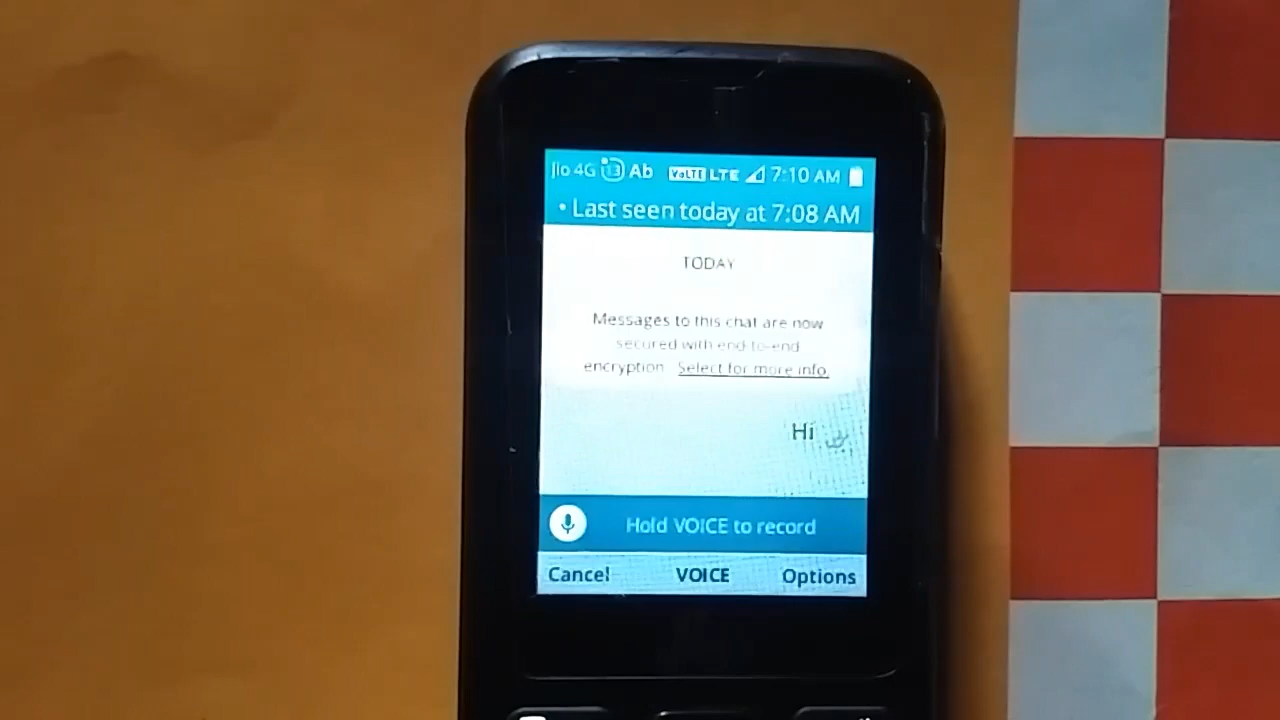 Jio 4G 13 Ab VoLTE LTE 7:10 AM
• Last seen today at 7:08 AM
TODAY
Messages to this chat are now
secured with end-to-end
encryption. Select for more info.
Hi
Hold VOICE to record
Cancel VOICE Options